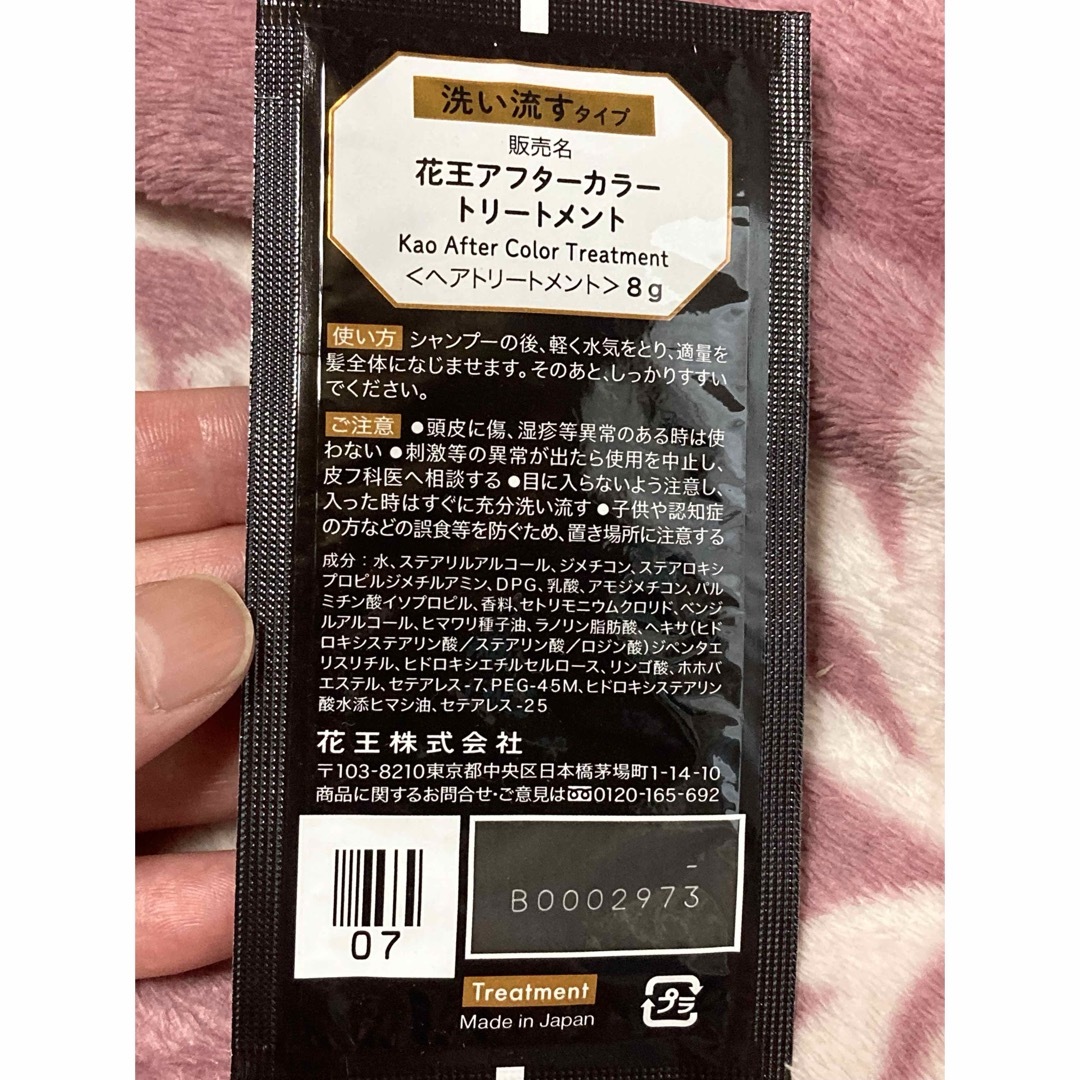 洗い流すタイプ
販売名
花王アフターカラー
トリートメント
Kao After Color Treatment
<ヘアトリートメント> 8g
使い方 シャンプーの後、軽く水気をとり、適量を
髪全体になじませます。そのあと、しっかりすすい
でください。
ご注意 ●頭皮に傷、湿疹等異常のある時は使
わない ●刺激等の異常が出たら使用を中止し、
皮フ科医へ相談する ●目に入らないよう注意し、
入った時はすぐに充分洗い流す ●子供や認知症
の方などの誤食等を防ぐため、置き場所に注意する
成分:水、ステアリルアルコール、ジメチコン、ステアロキシ
プロピルジメチルアミン、DPG、乳酸、アモジメチコン、パル
ミチン酸イソプロピル、香料、セトリモニウムクロリド、ベンジ
ルアルコール、ヒマワリ種子油、ラノリン脂肪酸、ヘキサ(ヒド
ロキシステアリン酸/ステアリン酸/ロジン酸)ジペンタエ
リスリチル、ヒドロキシエチルセルロース、リンゴ酸、ホホバ
エステル、セテアレス-7、PEG-45M、ヒドロキシステアリン
酸水添ヒマシ油、セテアレス-25
花王株式会社
〒103-8210東京都中央区日本橋茅場町1-14-10
商品に関するお問合せ・ご意見は0120-165-692
07
-
B0002973
Treatment
Made in Japan
プラ